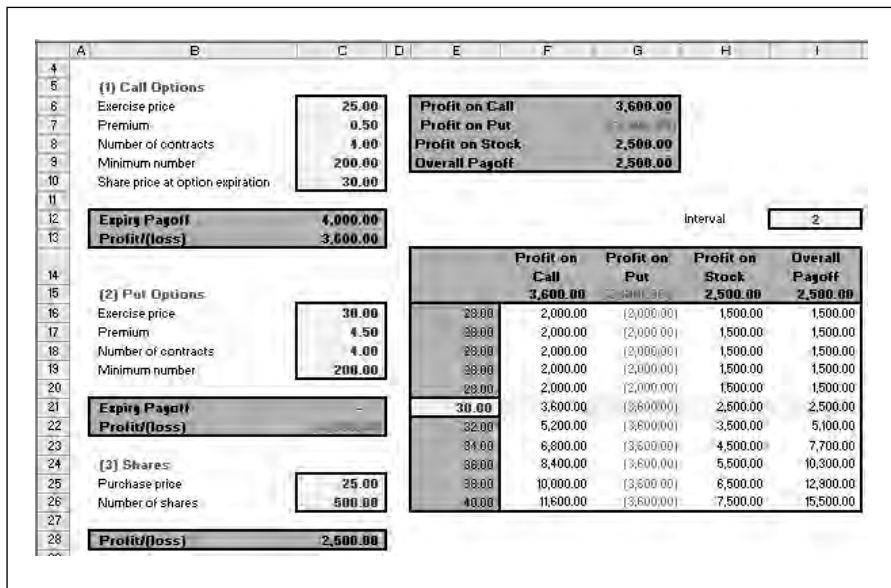 A B C D E F G H I
4
5 (1) Call Options
6 Exercise price 25.00 Profit on Call 3,600.00
7 Premium 0.50 Profit on Put
8 Number of contracts 4.00 Profit on Stock 2,500.00
9 Minimum number 200.00 Overall Payoff 2,500.00
10 Share price at option expiration 30.00
11
12 Expiry Payoff 4,000.00 Interval 2
13 Profit/(loss) 3,600.00
14 Profit on Call Profit on Put Profit on Stock Overall Payoff
15 (2) Put Options 3,600.00 2,500.00 2,500.00
16 Exercise price 30.00 28.00 2,000.00 (2,000.00) 1,500.00 1,500.00
17 Premium 4.50 28.00 2,000.00 (2,000.00) 1,500.00 1,500.00
18 Number of contracts 4.00 28.00 2,000.00 (2,000.00) 1,500.00 1,500.00
19 Minimum number 200.00 28.00 2,000.00 (2,000.00) 1,500.00 1,500.00
20 28.00 2,000.00 (2,000.00) 1,500.00 1,500.00
21 Expiry Payoff - 30.00 3,600.00 (3,600.00) 2,500.00 2,500.00
22 Profit/(loss) 32.00 5,200.00 (3,600.00) 3,500.00 5,100.00
23 34.00 6,800.00 (3,600.00) 4,500.00 7,700.00
24 (3) Shares 36.00 8,400.00 (3,600.00) 5,500.00 10,300.00
25 Purchase price 25.00 38.00 10,000.00 (3,600.00) 6,500.00 12,900.00
26 Number of shares 500.00 40.00 11,600.00 (3,600.00) 7,500.00 15,500.00
27
28 Profit/(loss) 2,500.00